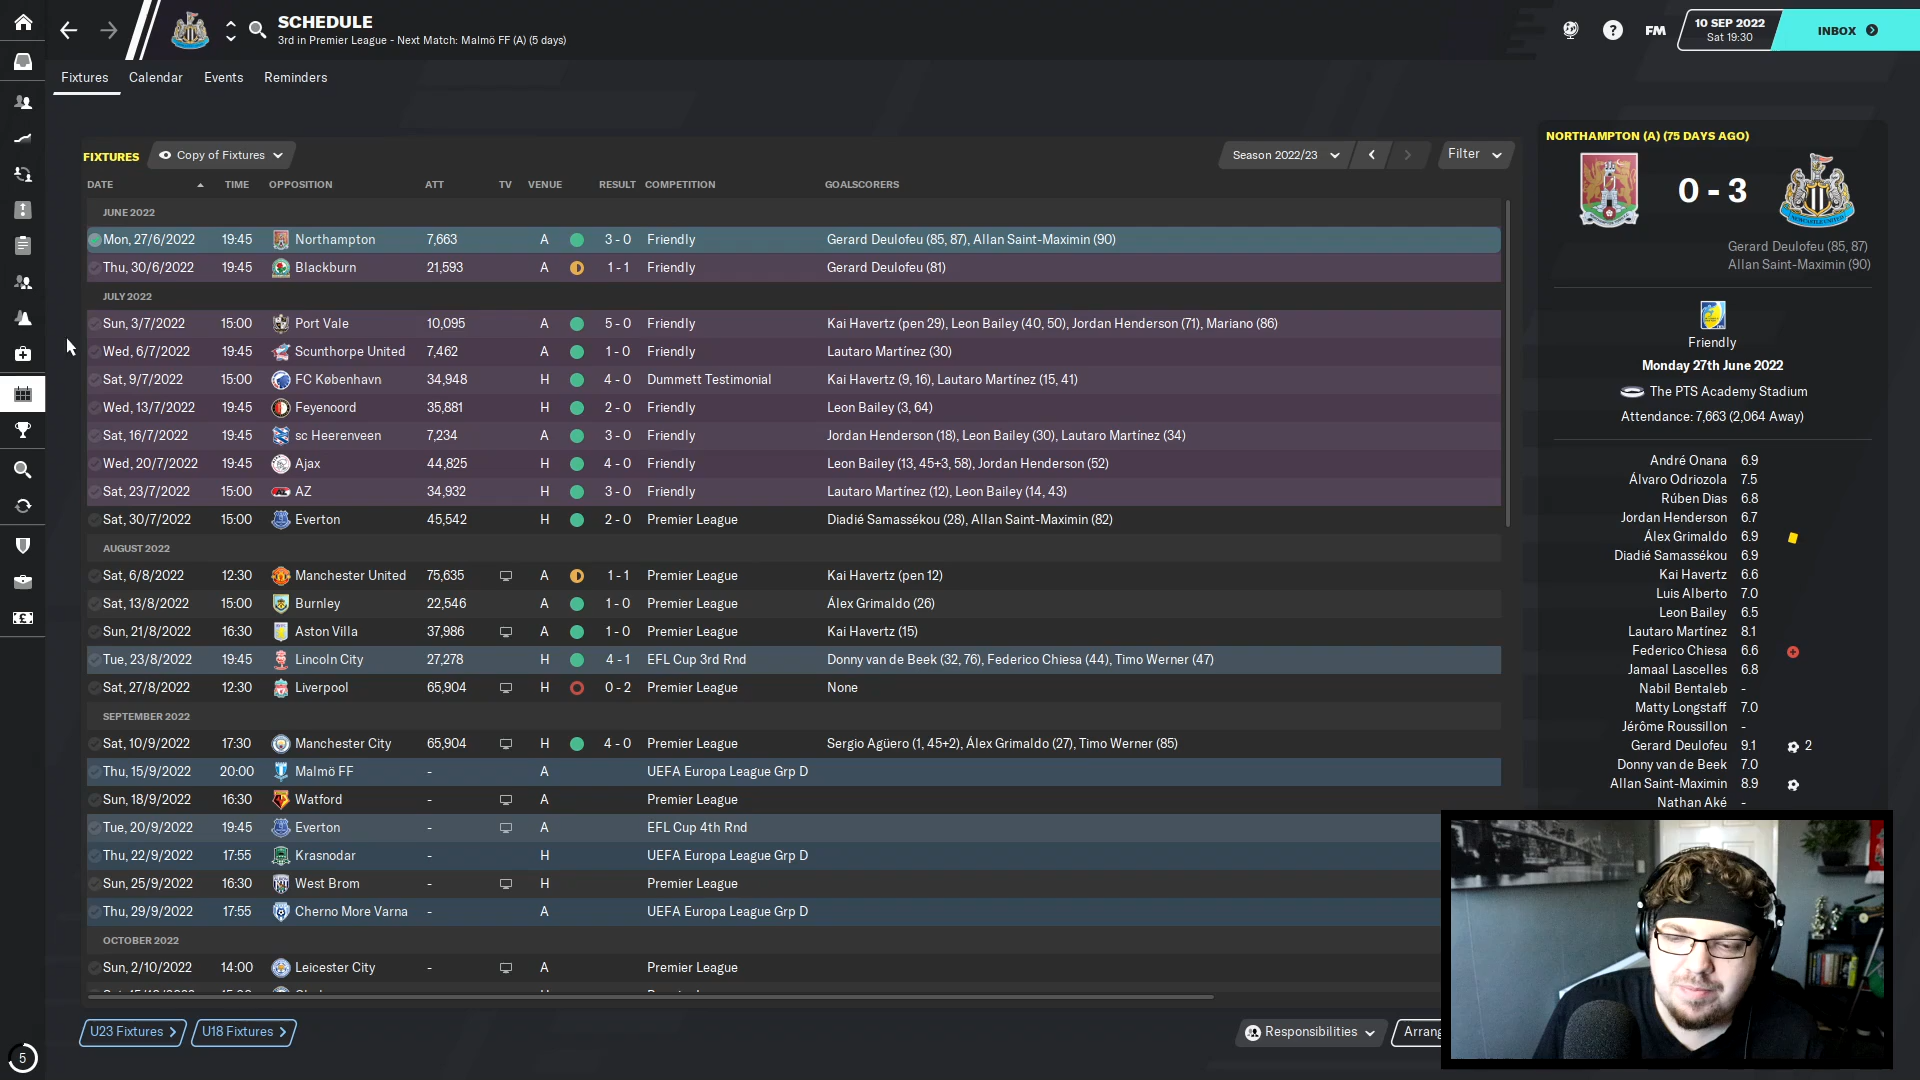 SCHEDULE
3rd in Premier League - Next Match: Malmö FF (A) (5 days)
FM
10 SEP 2022
Sat 19:30
INBOX
Fixtures Calendar Events Reminders
FIXTURES Copy of Fixtures Season 2022/23 Filter
DATE TIME OPPOSITION ATT TV VENUE RESULT COMPETITION GOALSCORERS
JUNE 2022
Mon, 27/6/2022 19:45 Northampton 7,663 A 3 - 0 Friendly Gerard Deulofeu (85, 87), Allan Saint-Maximin (90)
Thu, 30/6/2022 19:45 Blackburn 21,593 A 1 - 1 Friendly Gerard Deulofeu (81)
JULY 2022
Sun, 3/7/2022 15:00 Port Vale 10,095 A 5 - 0 Friendly Kai Havertz (pen 29), Leon Bailey (40, 50), Jordan Henderson (71), Mariano (86)
Wed, 6/7/2022 19:45 Scunthorpe United 7,462 A 1 - 0 Friendly Lautaro Martínez (30)
Sat, 9/7/2022 15:00 FC København 34,948 H 4 - 0 Dummett Testimonial Kai Havertz (9, 16), Lautaro Martínez (15, 41)
Wed, 13/7/2022 19:45 Feyenoord 35,881 H 2 - 0 Friendly Leon Bailey (3, 64)
Sat, 16/7/2022 19:45 sc Heerenveen 7,234 A 3 - 0 Friendly Jordan Henderson (18), Leon Bailey (30), Lautaro Martínez (34)
Wed, 20/7/2022 19:45 Ajax 44,825 H 4 - 0 Friendly Leon Bailey (13, 45+3, 58), Jordan Henderson (52)
Sat, 23/7/2022 15:00 AZ 34,932 H 3 - 0 Friendly Lautaro Martínez (12), Leon Bailey (14, 43)
Sat, 30/7/2022 15:00 Everton 45,542 H 2 - 0 Premier League Diadié Samassékou (28), Allan Saint-Maximin (82)
AUGUST 2022
Sat, 6/8/2022 12:30 Manchester United 75,635 A 1 - 1 Premier League Kai Havertz (pen 12)
Sat, 13/8/2022 15:00 Burnley 22,546 A 1 - 0 Premier League Álex Grimaldo (26)
Sun, 21/8/2022 16:30 Aston Villa 37,986 A 1 - 0 Premier League Kai Havertz (15)
Tue, 23/8/2022 19:45 Lincoln City 27,278 H 4 - 1 EFL Cup 3rd Rnd Donny van de Beek (32, 76), Federico Chiesa (44), Timo Werner (47)
Sat, 27/8/2022 12:30 Liverpool 65,904 H 0 - 2 Premier League None
SEPTEMBER 2022
Sat, 10/9/2022 17:30 Manchester City 65,904 H 4 - 0 Premier League Sergio Agüero (1, 45+2), Álex Grimaldo (27), Timo Werner (85)
Thu, 15/9/2022 20:00 Malmö FF - A UEFA Europa League Grp D
Sun, 18/9/2022 16:30 Watford - A Premier League
Tue, 20/9/2022 19:45 Everton - A EFL Cup 4th Rnd
Thu, 22/9/2022 17:55 Krasnodar - H UEFA Europa League Grp D
Sun, 25/9/2022 16:30 West Brom - H Premier League
Thu, 29/9/2022 17:55 Cherno More Varna - A UEFA Europa League Grp D
OCTOBER 2022
Sun, 2/10/2022 14:00 Leicester City - A Premier League
U23 Fixtures U18 Fixtures Responsibilities Arrang
5
NORTHAMPTON (A) (75 DAYS AGO)
0 - 3
NEWCASTLE UNITED
Gerard Deulofeu (85, 87)
Allan Saint-Maximin (90)
Friendly
Monday 27th June 2022
The PTS Academy Stadium
Attendance: 7,663 (2,064 Away)
André Onana 6.9
Álvaro Odriozola 7.5
Rúben Dias 6.8
Jordan Henderson 6.7
Álex Grimaldo 6.9
Diadié Samassékou 6.9
Kai Havertz 6.6
Luis Alberto 7.0
Leon Bailey 6.5
Lautaro Martínez 8.1
Federico Chiesa 6.6
Jamaal Lascelles 6.8
Nabil Bentaleb -
Matty Longstaff 7.0
Jérôme Roussillon -
Gerard Deulofeu 9.1 2
Donny van de Beek 7.0
Allan Saint-Maximin 8.9
Nathan Aké -